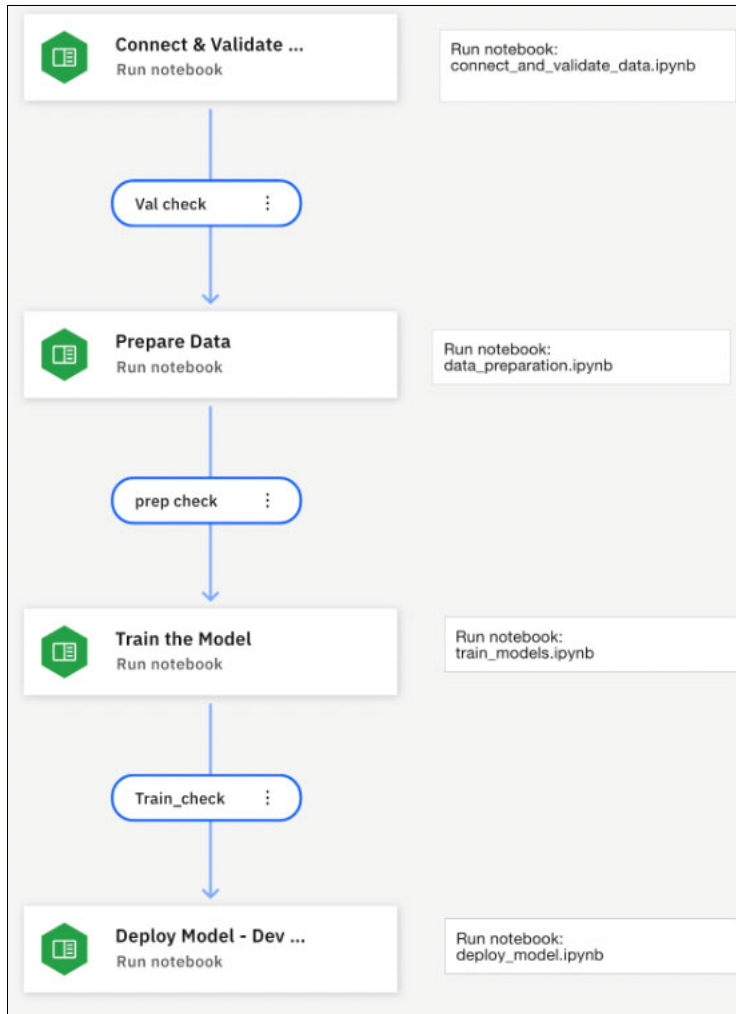 Connect & Validate ...
Run notebook
Run notebook:
connect_and_validate_data.ipynb
Val check
Prepare Data
Run notebook
Run notebook:
data_preparation.ipynb
prep check
Train the Model
Run notebook
Run notebook:
train_models.ipynb
Train_check
Deploy Model - Dev ...
Run notebook
Run notebook:
deploy_model.ipynb